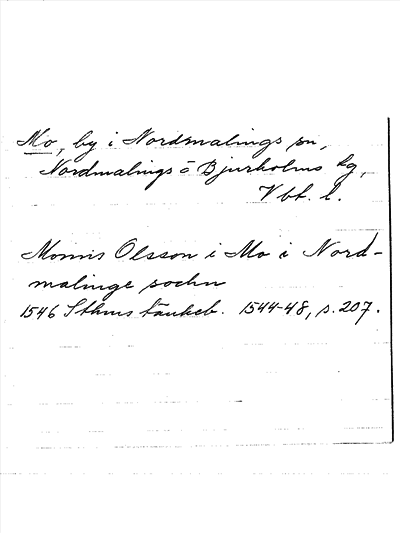 Mo, by i Nordmalings sn,
Nordmalings o Bjurholms tg,
Vbt. l.
Monns Olsson i Mo i Nord-
malinge sochn
1546 Sthms tänkeb. 1544-48, s. 207.